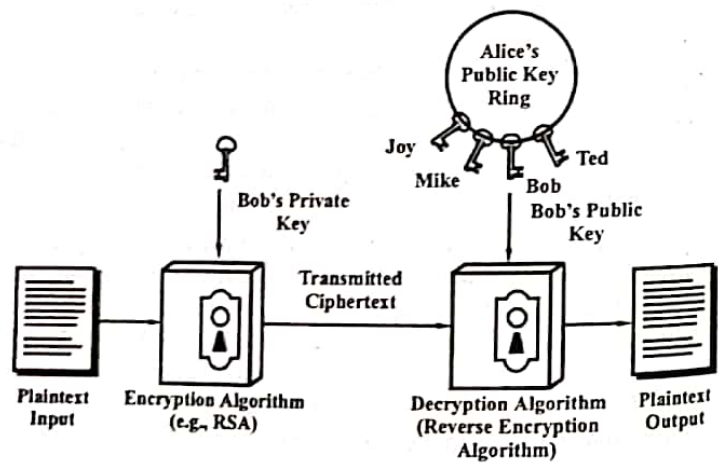 Alice's
Public Key
Ring
Joy
Mike
Bob
Ted
Bob's Private
Key
Bob's Public
Key
Transmitted
Ciphertext
Plaintext
Input
Encryption Algorithm
(e.g., RSA)
Decryption Algorithm
(Reverse Encryption
Algorithm)
Plaintext
Output